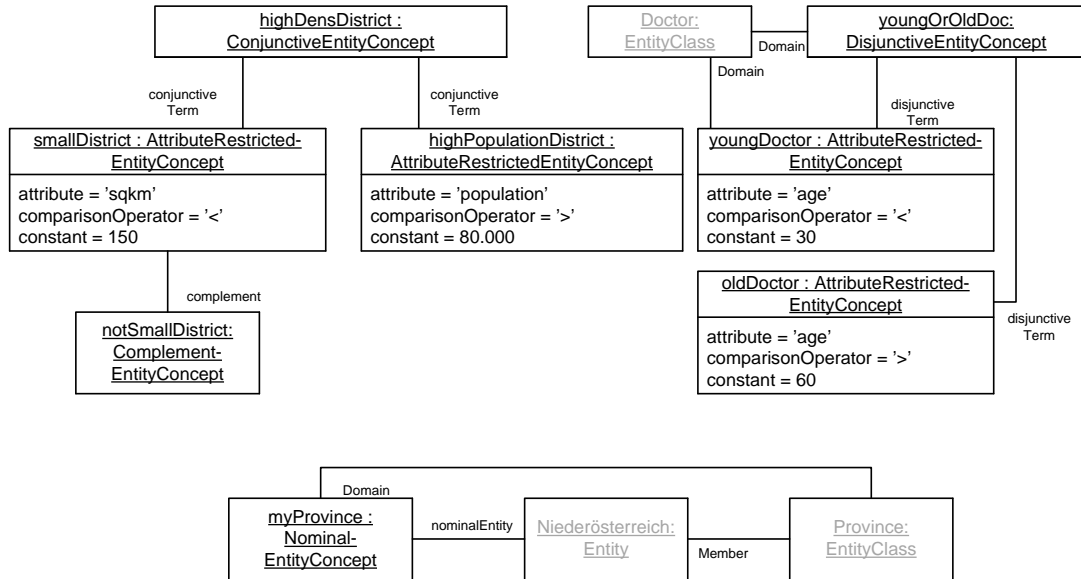 highDensDistrict :
ConjunctiveEntityConcept
Doctor:
EntityClass
Domain
youngOrOldDoc:
DisjunctiveEntityConcept
Domain
conjunctive
Term
conjunctive
Term
disjunctive
Term
smallDistrict : AttributeRestricted-
EntityConcept
attribute = 'sqkm'
comparisonOperator = '<'
constant = 150
highPopulationDistrict :
AttributeRestrictedEntityConcept
attribute = 'population'
comparisonOperator = '>'
constant = 80.000
youngDoctor : AttributeRestricted-
EntityConcept
attribute = 'age'
comparisonOperator = '<'
constant = 30
complement
notSmallDistrict:
Complement-
EntityConcept
oldDoctor : AttributeRestricted-
EntityConcept
attribute = 'age'
comparisonOperator = '>'
constant = 60
disjunctive
Term
Domain
myProvince :
Nominal-
EntityConcept
nominalEntity
Niederösterreich:
Entity
Member
Province:
EntityClass